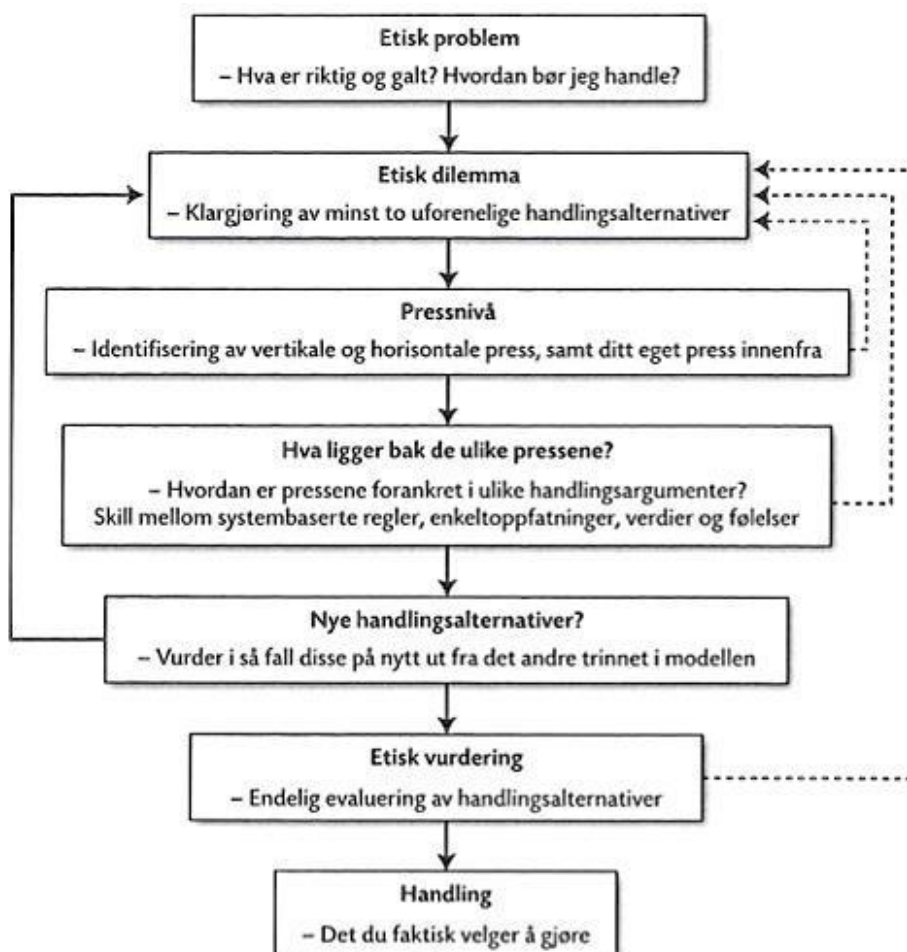 Etisk problem
– Hva er riktig og galt? Hvordan bør jeg handle?
Etisk dilemma
– Klargjøring av minst to uforenelige handlingsalternativer
Pressnivå
– Identifisering av vertikale og horisontale press, samt ditt eget press innenfra
Hva ligger bak de ulike pressene?
– Hvordan er pressene forankret i ulike handlingsargumenter?
Skill mellom systembaserte regler, enkeltoppfatninger, verdier og følelser
Nye handlingsalternativer?
– Vurder i så fall disse på nytt ut fra det andre trinnet i modellen
Etisk vurdering
– Endelig evaluering av handlingsalternativer
Handling
– Det du faktisk velger å gjøre